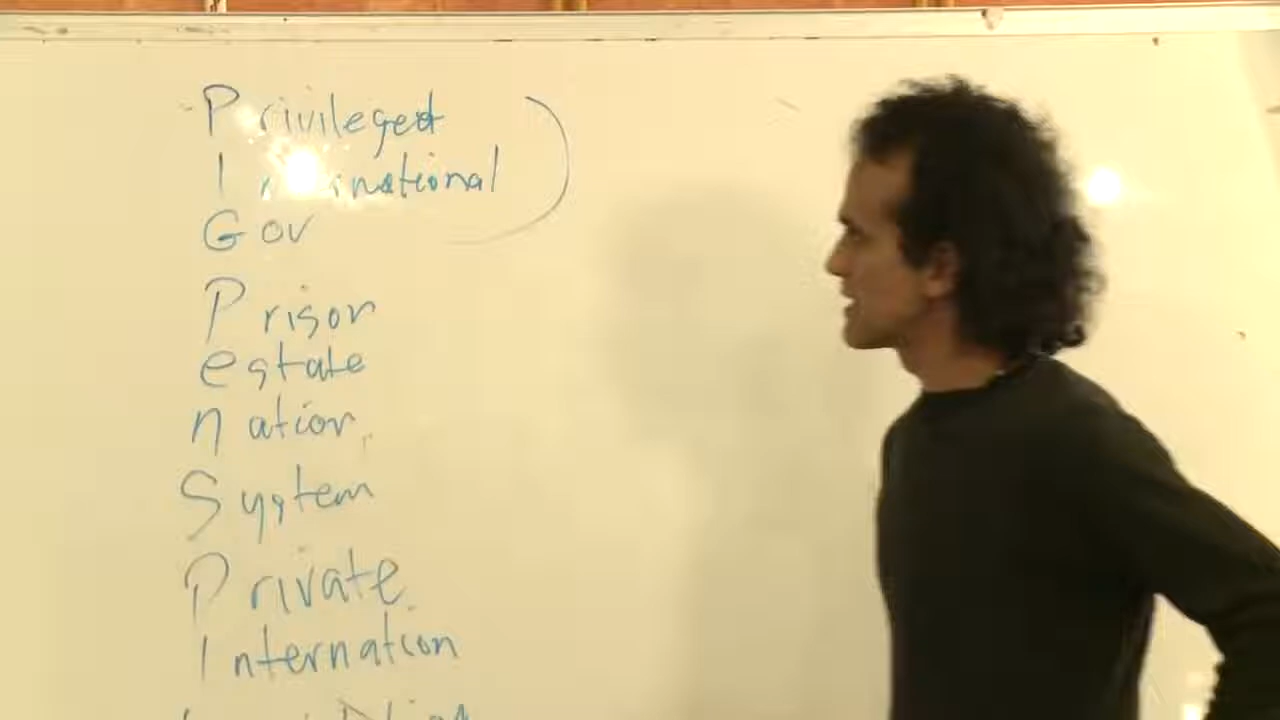 Privileged
International
Gov
Prison
estate
nation
System
Private
Internation